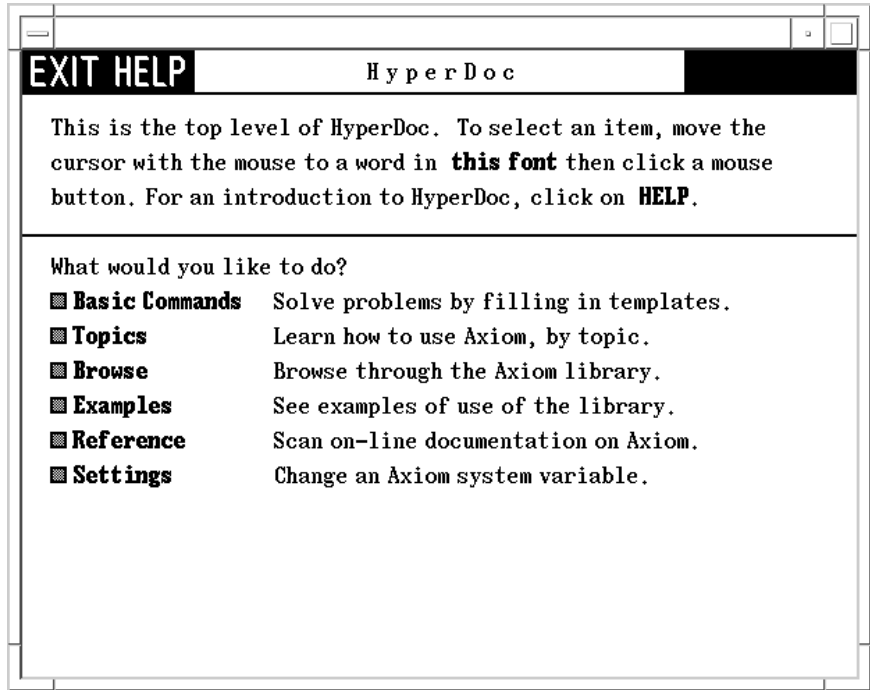 EXIT HELP HyperDoc
This is the top level of HyperDoc. To select an item, move the
cursor with the mouse to a word in this font then click a mouse
button. For an introduction to HyperDoc, click on HELP.
What would you like to do?
Basic Commands Solve problems by filling in templates.
Topics Learn how to use Axiom, by topic.
Browse Browse through the Axiom library.
Examples See examples of use of the library.
Reference Scan on-line documentation on Axiom.
Settings Change an Axiom system variable.